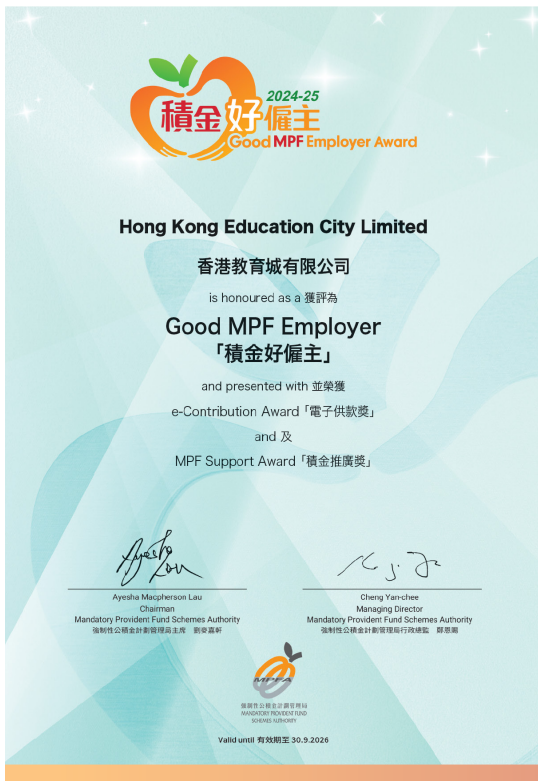 2024-25
積金好僱主
Good MPF Employer Award
Hong Kong Education City Limited
香港教育城有限公司
is honoured as a 獲評為
Good MPF Employer
「積金好僱主」
and presented with 並榮獲
e-Contribution Award「電子供款獎」
and 及
MPF Support Award「積金推廣獎」
Ayesha Lau
Ayesha Macpherson Lau
Chairman
Mandatory Provident Fund Schemes Authority
強制性公積金計劃管理局主席 劉麥嘉軒
Cheng Yan-chee
Managing Director
Mandatory Provident Fund Schemes Authority
強制性公積金計劃管理局行政總監 鄭恩賜
MPFA
強制性公積金計劃管理局
MANDATORY PROVIDENT FUND
SCHEMES AUTHORITY
Valid until 有效期至 30.9.2026